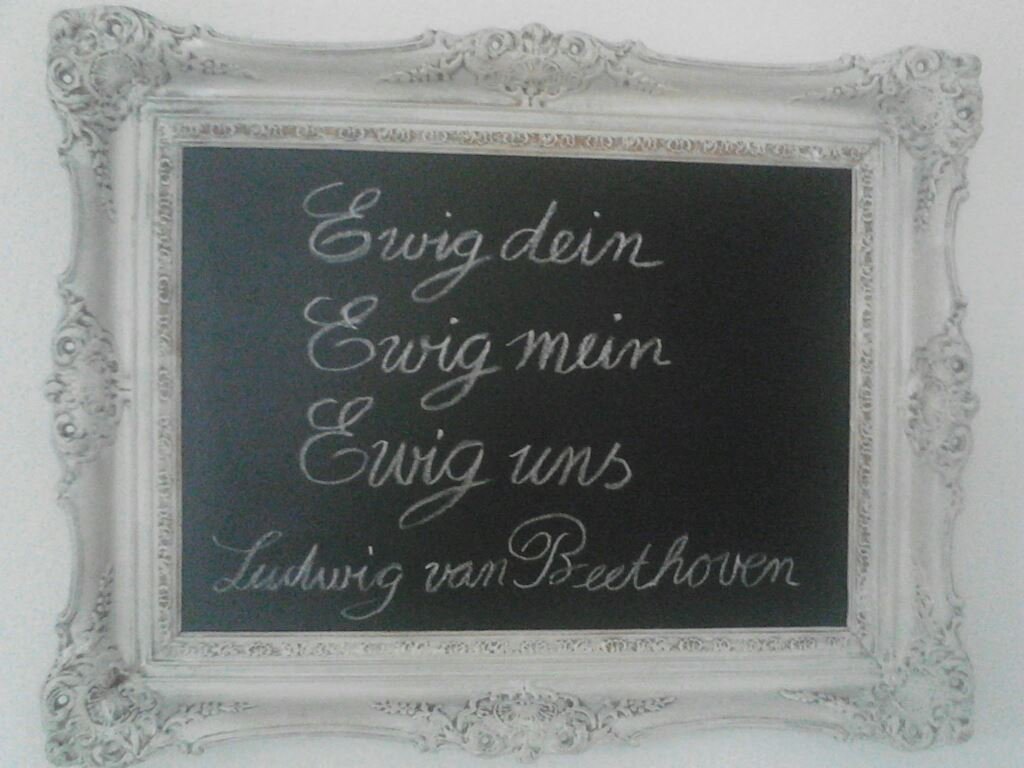 Ewig dein
Ewig mein
Ewig uns
Ludwig van Beethoven